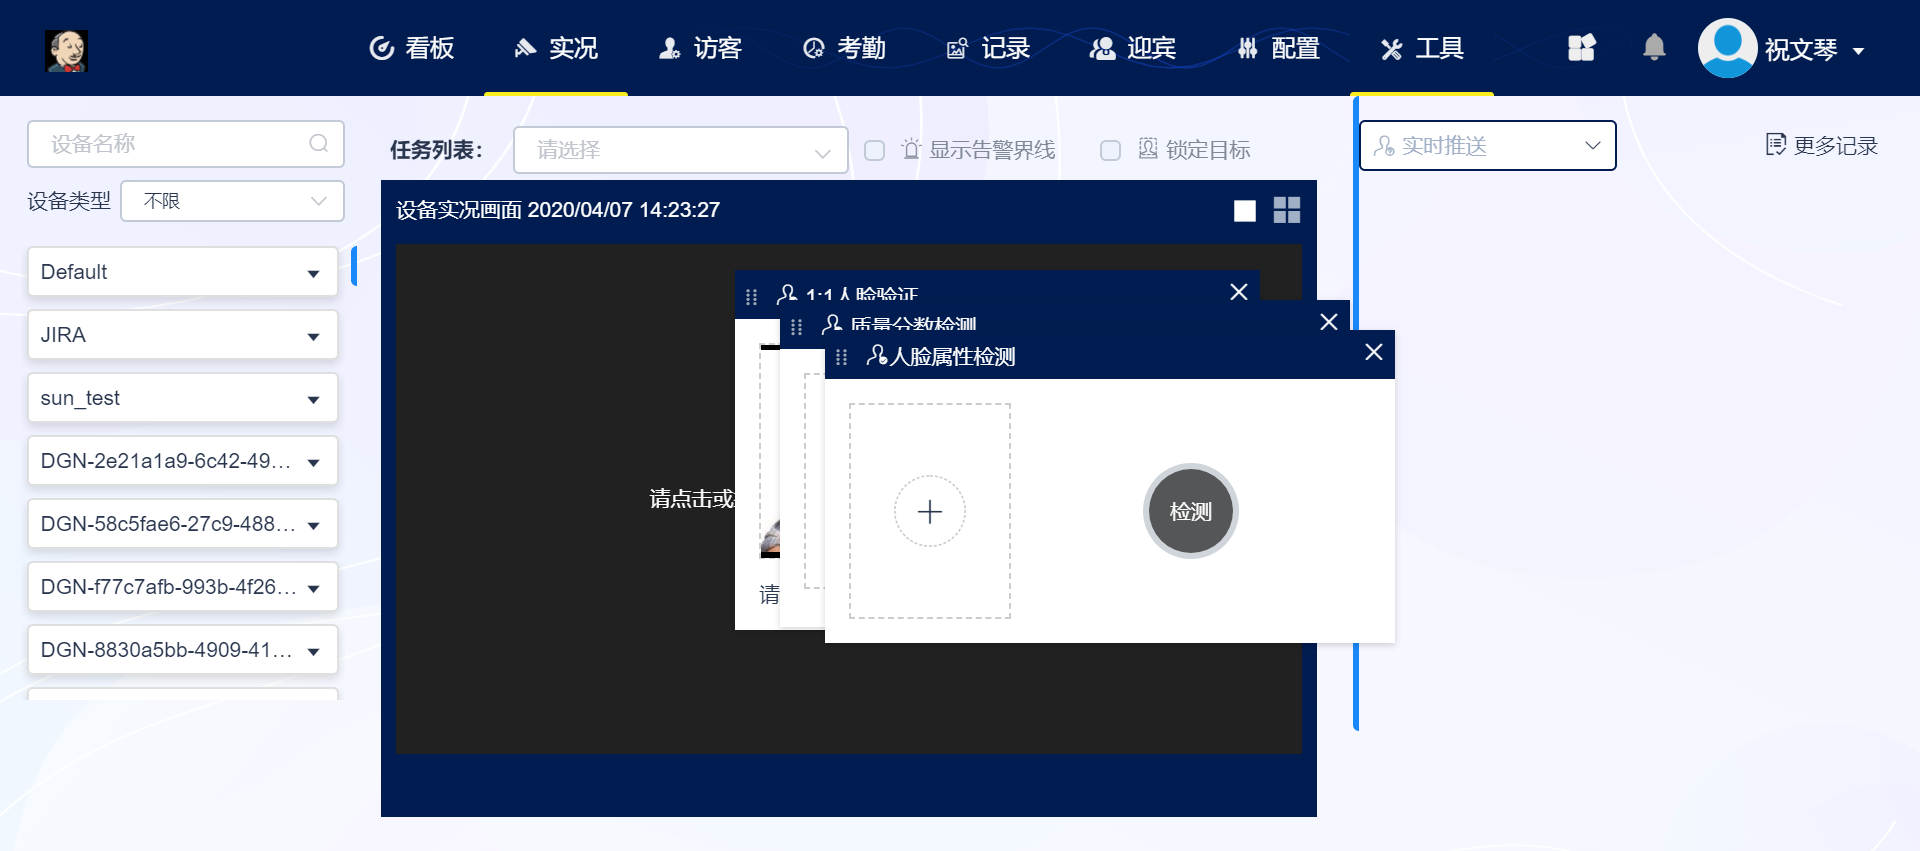 看板
实况
访客
考勤
记录
迎宾
配置
工具
祝文琴
设备名称
设备类型
不限
Default
JIRA
sun_test
DGN-2e21a1a9-6c42-49...
DGN-58c5fae6-27c9-488...
DGN-f77c7afb-993b-4f26...
DGN-8830a5bb-4909-41...
任务列表：
请选择
显示告警界线
锁定目标
设备实况画面 2020/04/07 14:23:27
请点击或
1:1人脸验证
请
质量分数检测
人脸属性检测
检测
实时推送
更多记录